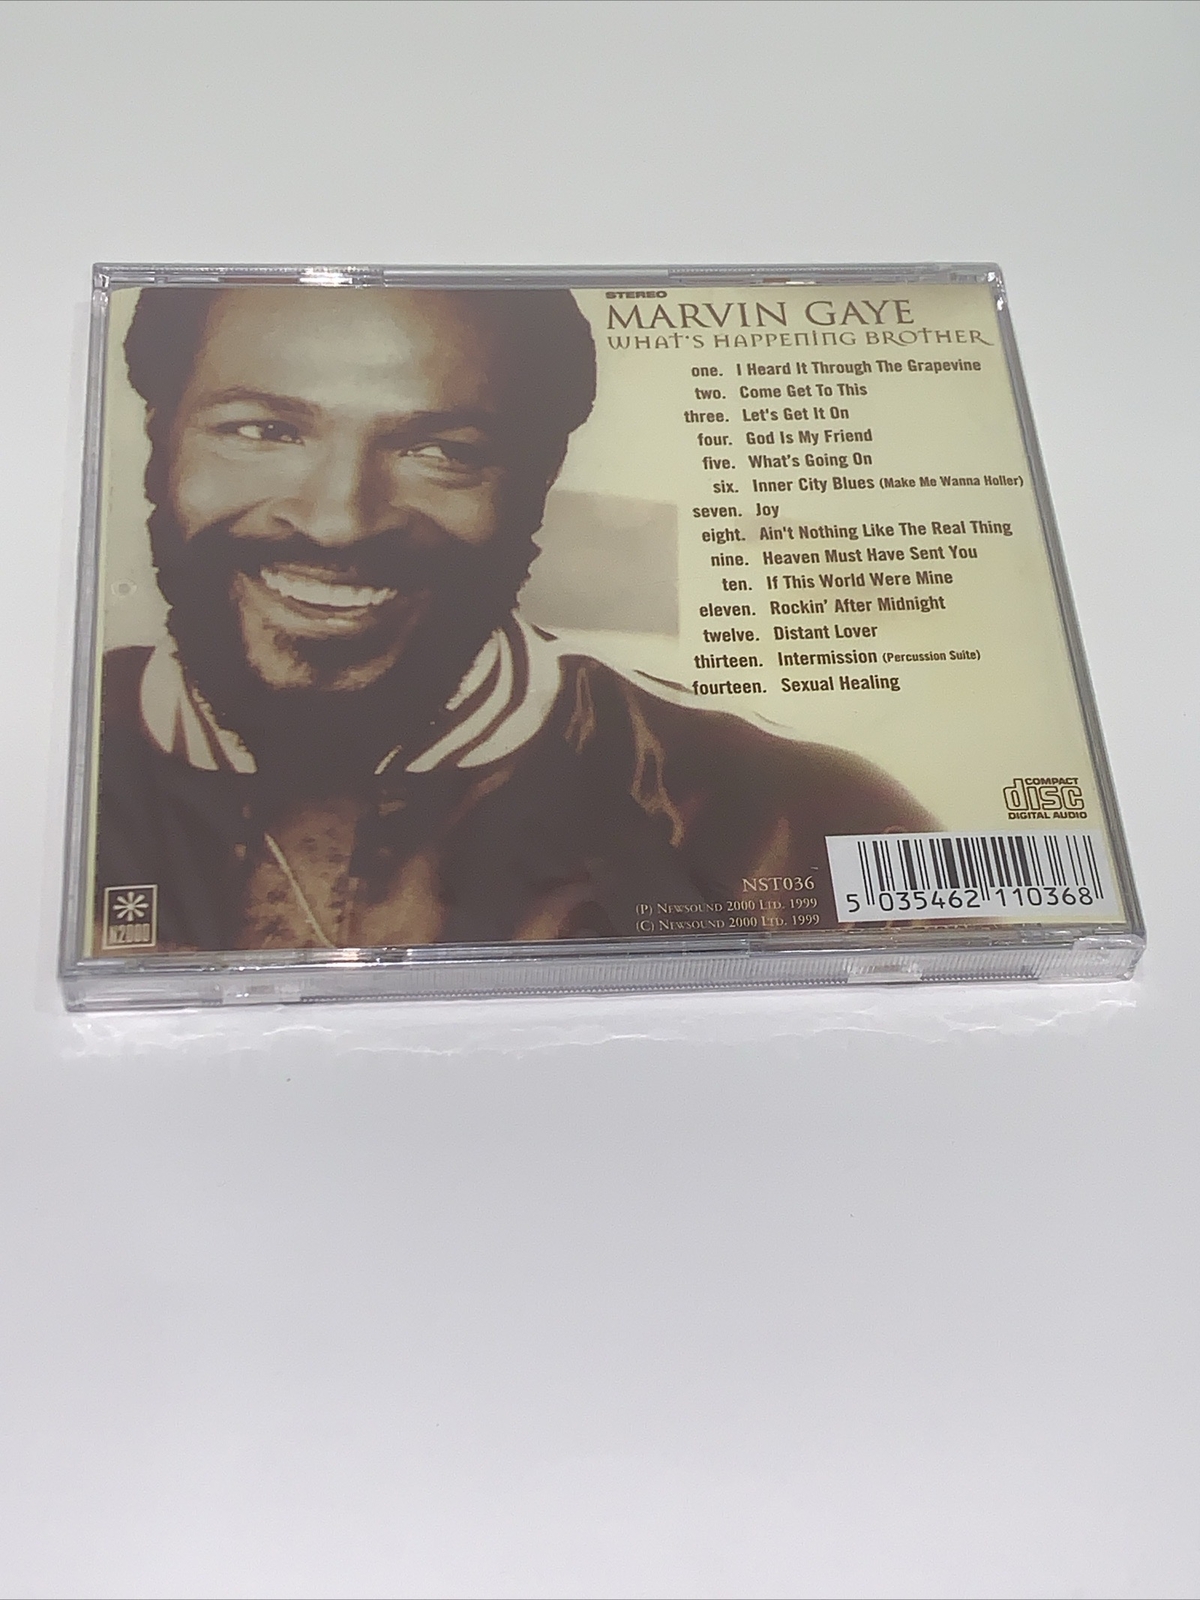 STEREO
MARVIN GAYE
WHAT'S HAPPENING BROTHER
one. I Heard It Through The Grapevine
two. Come Get To This
three. Let's Get It On
four. God Is My Friend
five. What's Going On
six. Inner City Blues (Make Me Wanna Holler)
seven. Joy
eight. Ain't Nothing Like The Real Thing
nine. Heaven Must Have Sent You
ten. If This World Were Mine
eleven. Rockin' After Midnight
twelve. Distant Lover
thirteen. Intermission (Percussion Suite)
fourteen. Sexual Healing
COMPACT
disc
DIGITAL AUDIO
NST036
(P) NEWSOUND 2000 LTD. 1999
(C) NEWSOUND 2000 LTD. 1999
5 035462 110368
N2000